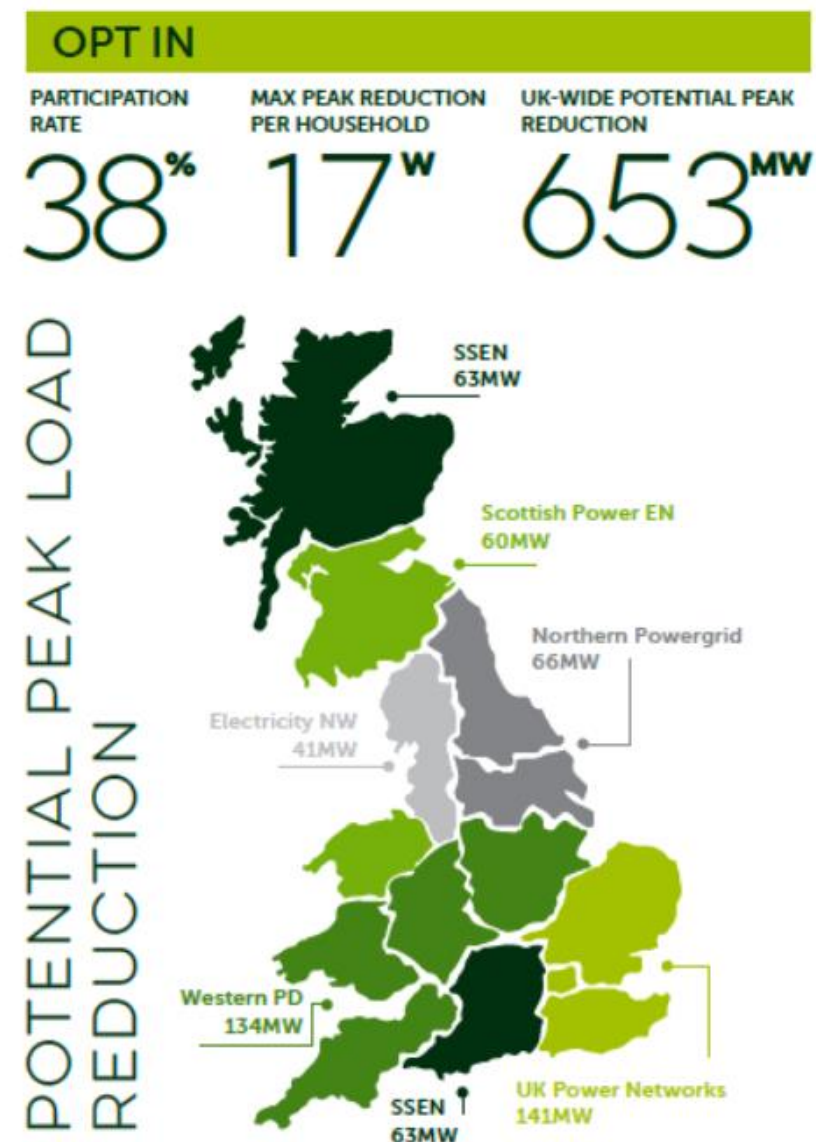 OPT IN
PARTICIPATION
RATE
38%
MAX PEAK REDUCTION
PER HOUSEHOLD
17W
UK-WIDE POTENTIAL PEAK
REDUCTION
653MW
POTENTIAL PEAK LOAD
REDUCTION
SSEN
63MW
Scottish Power EN
60MW
Northern Powergrid
66MW
Electricity NW
41MW
Western PD
134MW
SSEN
63MW
UK Power Networks
141MW